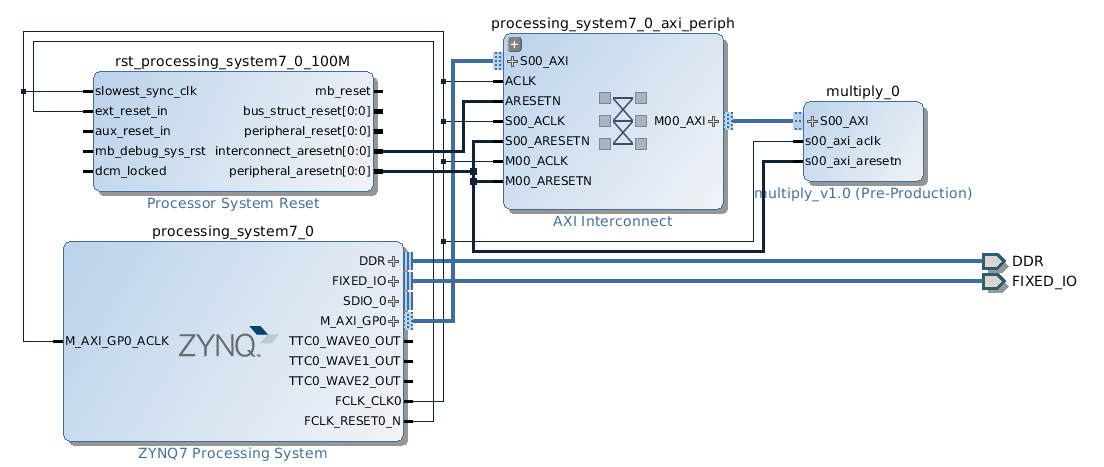 processing_system7_0_axi_periph
S00_AXI
ACLK
ARESETN
S00_ACLK
S00_ARESETN
M00_ACLK
M00_ARESETN
M00_AXI
AXI Interconnect
rst_processing_system7_0_100M
slowest_sync_clk
ext_reset_in
aux_reset_in
mb_debug_sys_rst
dcm_locked
mb_reset
bus_struct_reset[0:0]
peripheral_reset[0:0]
interconnect_aresetn[0:0]
peripheral_aresetn[0:0]
Processor System Reset
multiply_0
S00_AXI
s00_axi_aclk
s00_axi_aresetn
multiply_v1.0 (Pre-Production)
processing_system7_0
M_AXI_GP0_ACLK
ZYNQ
DDR
FIXED_IO
SDIO_0
M_AXI_GP0
TTC0_WAVE0_OUT
TTC0_WAVE1_OUT
TTC0_WAVE2_OUT
FCLK_CLK0
FCLK_RESET0_N
ZYNQ7 Processing System
DDR
FIXED_IO